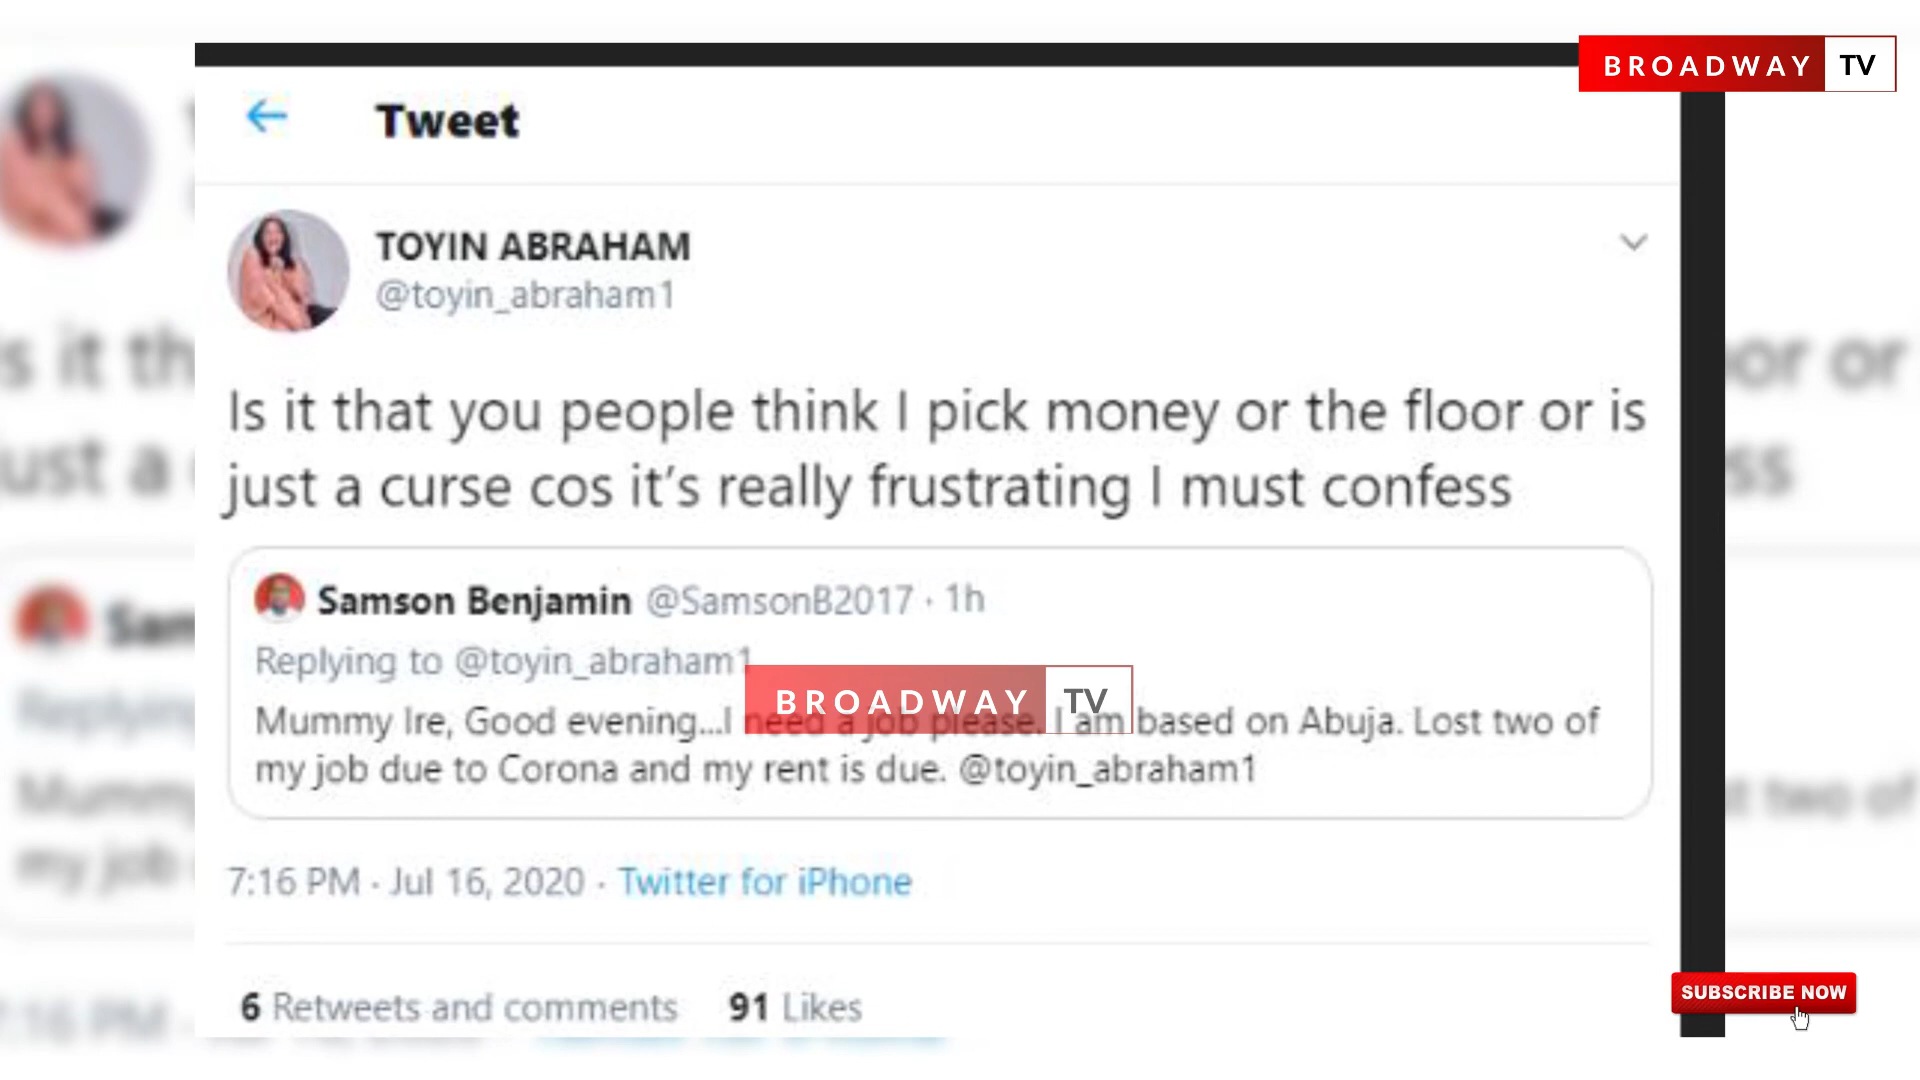 BROADWAY TV
Tweet
TOYIN ABRAHAM
@toyin_abraham1
Is it that you people think I pick money or the floor or is
just a curse cos it’s really frustrating I must confess
Samson Benjamin @SamsonB2017 · 1h
Replying to @toyin_abraham1
BROADWAY TV
Mummy Ire, Good evening...I need a job please. I am based on Abuja. Lost two of
my job due to Corona and my rent is due. @toyin_abraham1
7:16 PM · Jul 16, 2020 · Twitter for iPhone
SUBSCRIBE NOW
6 Retweets and comments 91 Likes